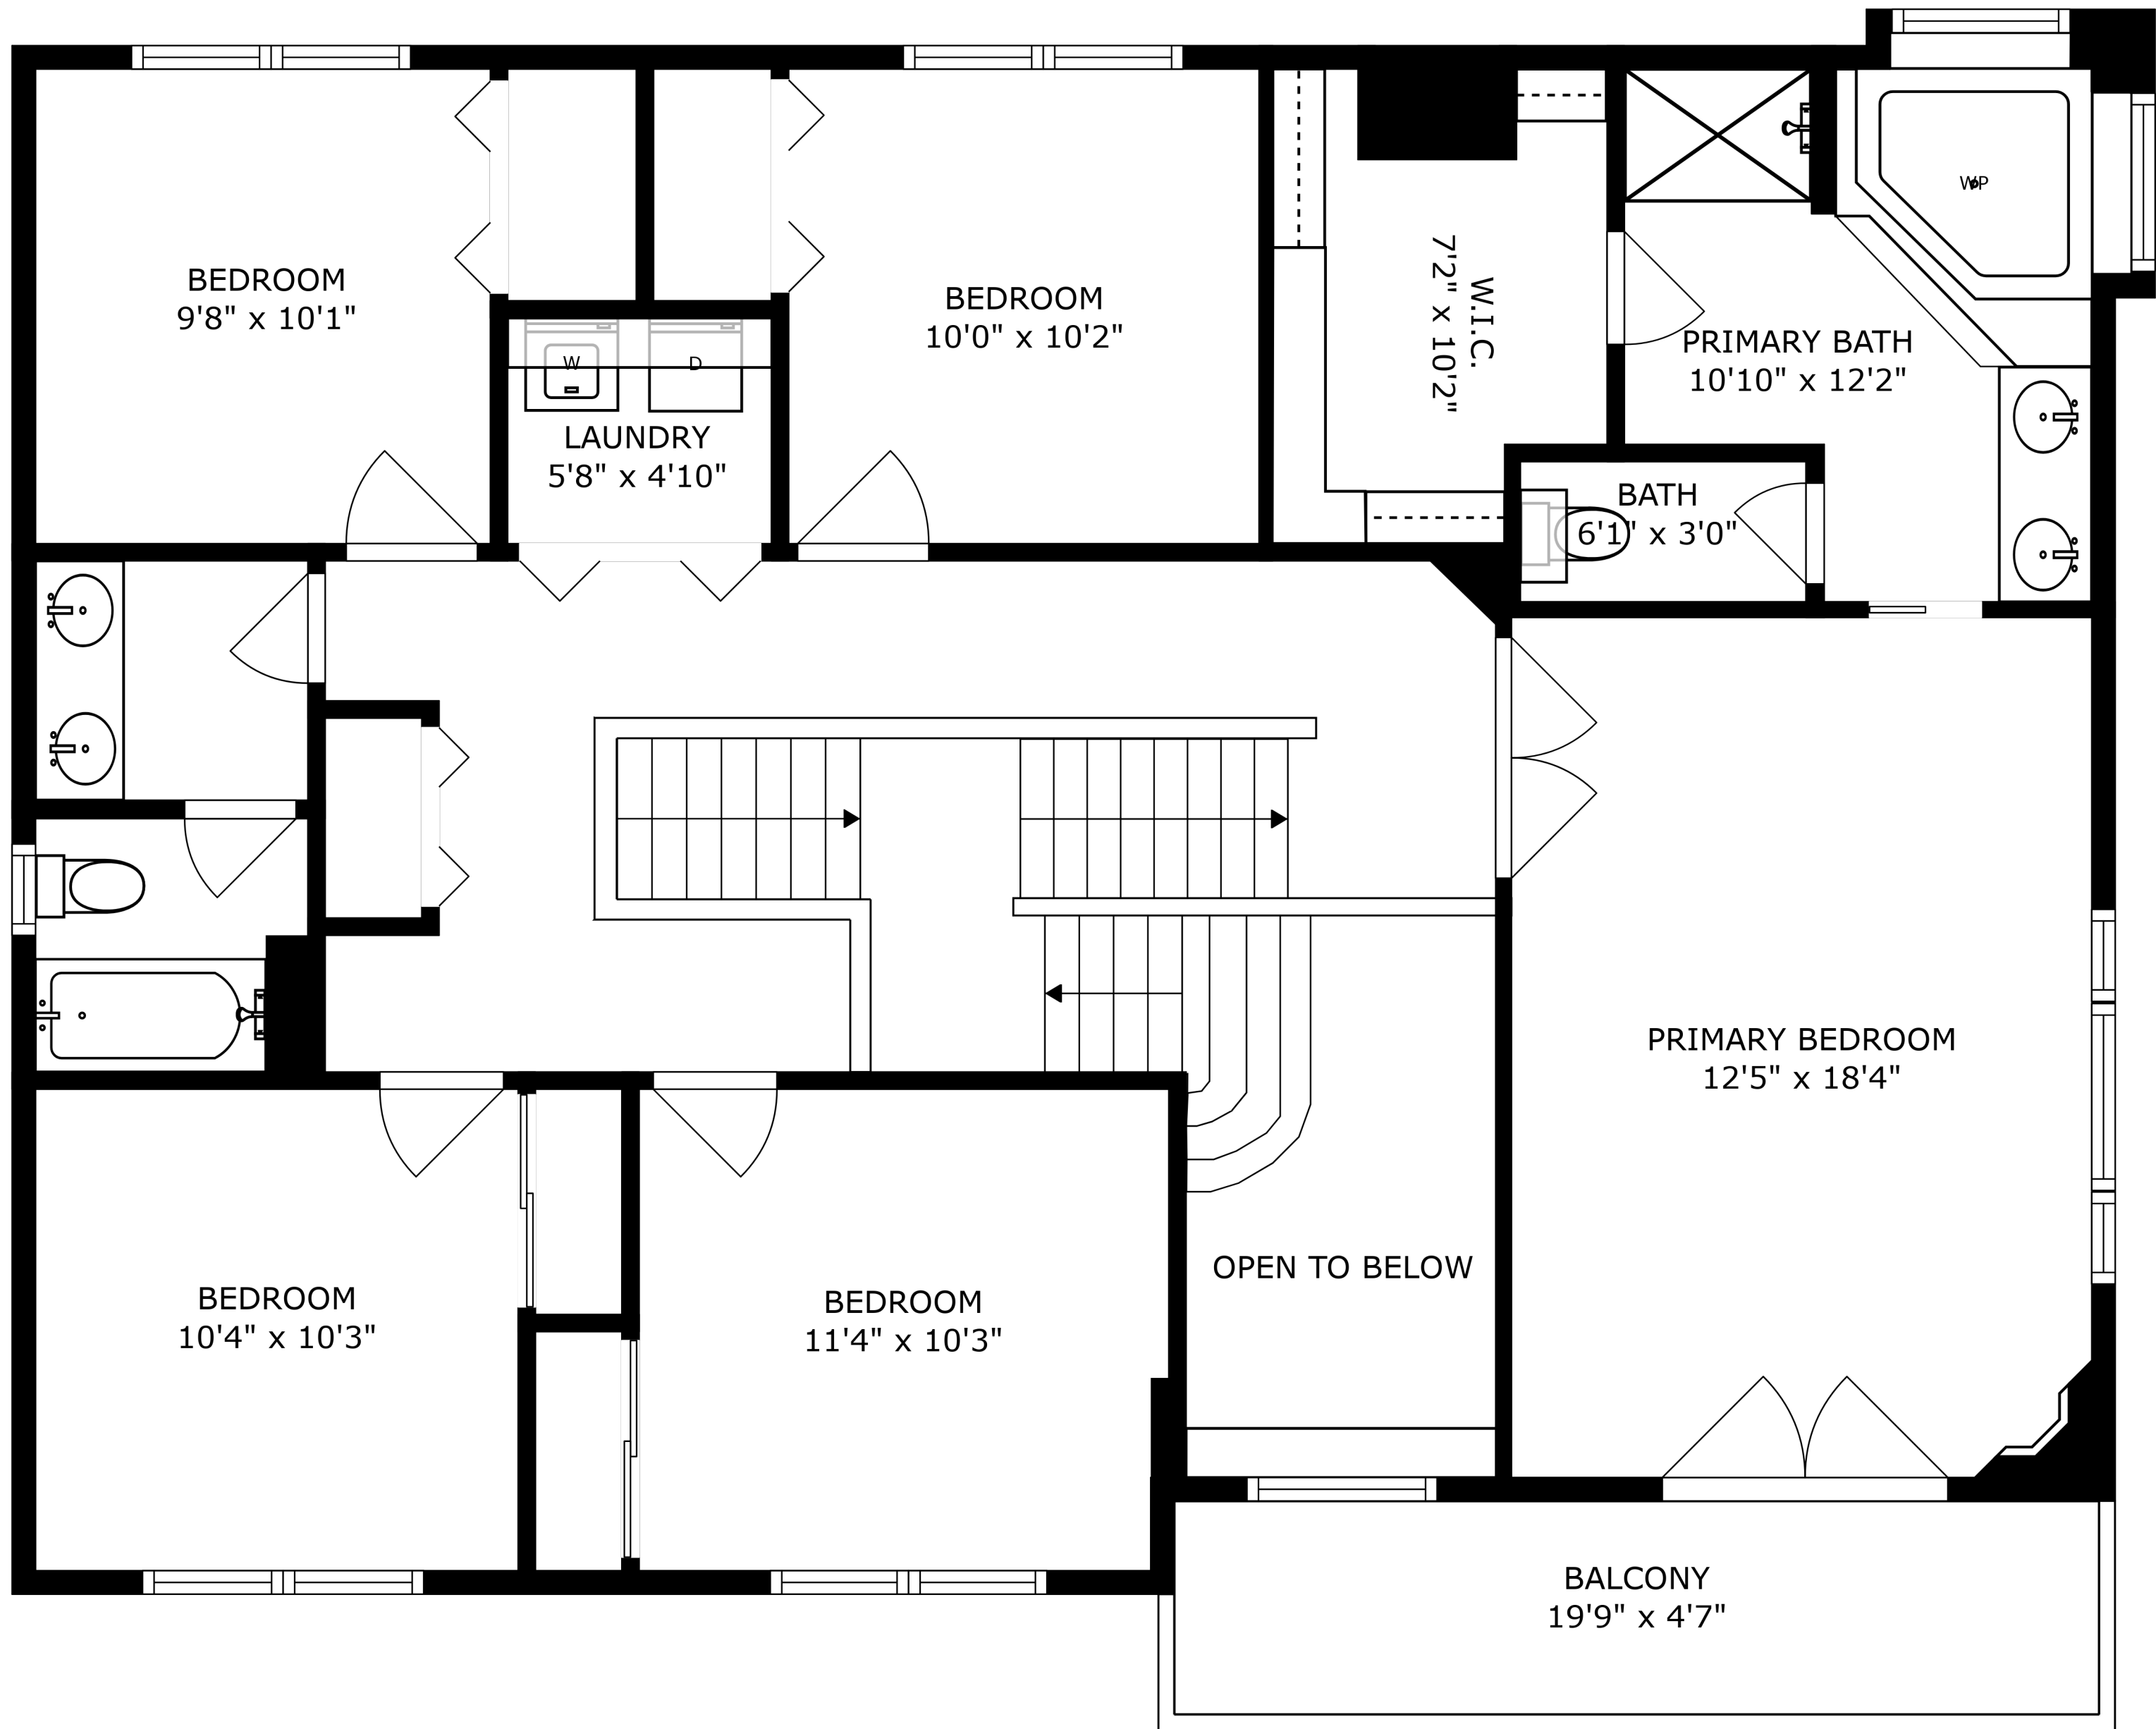 BEDROOM
9'8" x 10'1"
W
D
LAUNDRY
5'8" x 4'10"
BEDROOM
10'0" x 10'2"
W.I.C.
7'2" x 10'2"
WP
PRIMARY BATH
10'10" x 12'2"
BATH
6'1" x 3'0"
PRIMARY BEDROOM
12'5" x 18'4"
OPEN TO BELOW
BEDROOM
10'4" x 10'3"
BEDROOM
11'4" x 10'3"
BALCONY
19'9" x 4'7"